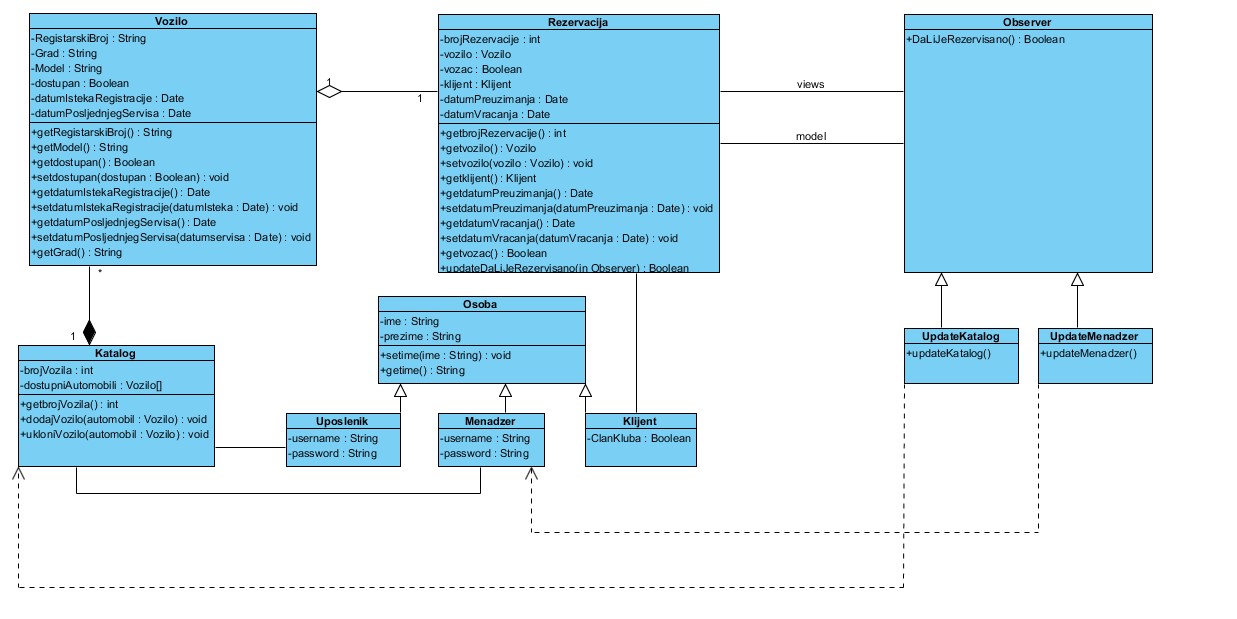 Vozilo
-RegistarskiBroj : String
-Grad : String
-Model : String
-dostupan : Boolean
-datumIstekaRegistracije : Date
-datumPosljednjegServisa : Date
+getRegistarskiBroj() : String
+getModel() : String
+getdostupan() : Boolean
+setdostupan(dostupan : Boolean) : void
+getdatumIstekaRegistracije() : Date
+setdatumIstekaRegistracije(datumIsteka : Date) : void
+getdatumPosljednjegServisa() : Date
+setdatumPosljednjegServisa(datumservisa : Date) : void
+getGrad() : String
1
1
Rezervacija
-brojRezervacije : int
-vozilo : Vozilo
-vozac : Boolean
-klijent : Klijent
-datumPreuzimanja : Date
-datumVracanja : Date
+getbrojRezervacije() : int
+getvozilo() : Vozilo
+setvozilo(vozilo : Vozilo) : void
+getklijent() : Klijent
+getdatumPreuzimanja() : Date
+setdatumPreuzimanja(datumPreuzimanja : Date) : void
+getdatumVracanja() : Date
+setdatumVracanja(datumVracanja : Date) : void
+getvozac() : Boolean
+updateDaLiJeRezervisano(in Observer) : Boolean
views
model
Observer
+DaLiJeRezervisano() : Boolean
*
1
Katalog
-brojVozila : int
-dostupniAutomobili : Vozilo[]
+getbrojVozila() : int
+dodajVozilo(automobil : Vozilo) : void
+ukloniVozilo(automobil : Vozilo) : void
Osoba
-ime : String
-prezime : String
+setime(ime : String) : void
+getime() : String
Uposlenik
-username : String
-password : String
Menadzer
-username : String
-password : String
Klijent
-ClanKluba : Boolean
UpdateKatalog
+updateKatalog()
UpdateMenadzer
+updateMenadzer()